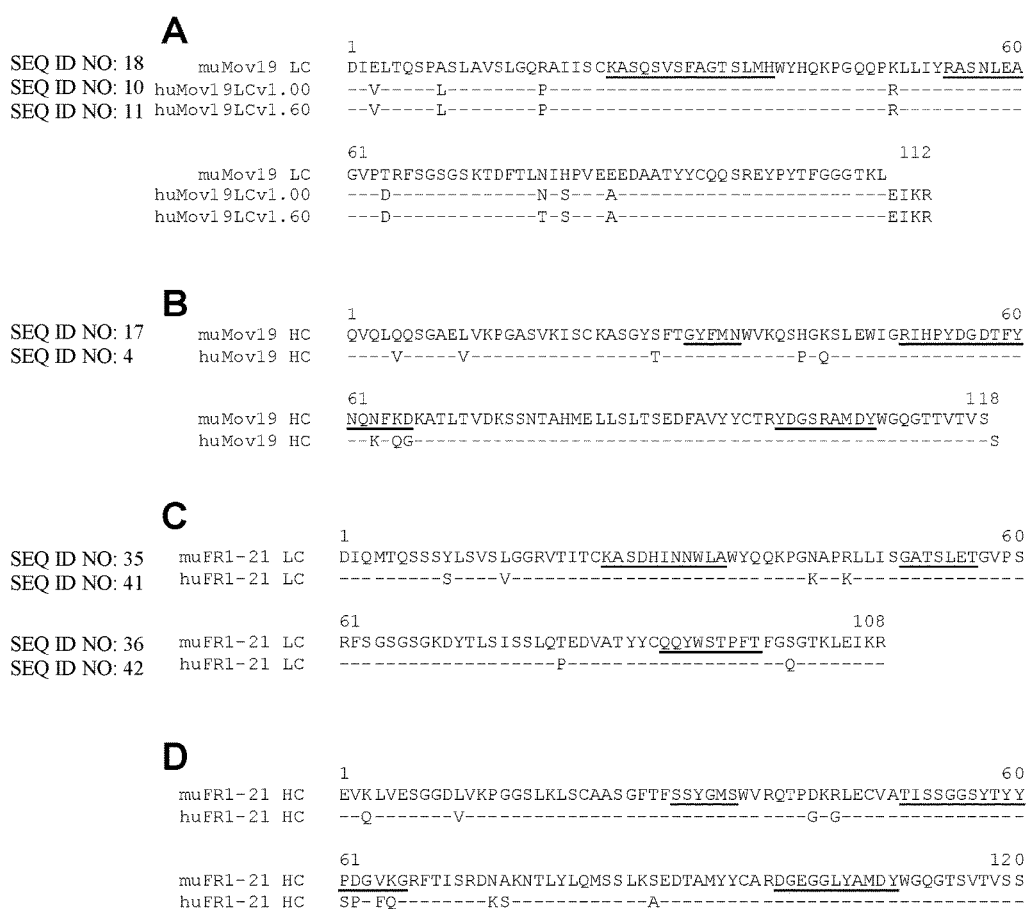 A
1 60
SEQ ID NO: 18 muMov19 LC DIELTQSPASLAVSLGQRAIISCKASQSVSFAGTSLMHWYHQKPGQQPKLLIYRASNLEA
SEQ ID NO: 10 huMov19LCv1.00 --V-----L--------P------------------------------R-----------
SEQ ID NO: 11 huMov19LCv1.60 --V-----L--------P------------------------------R-----------
61 112
muMov19 LC GVPTRFSGSGSKTDFTLNIHPVEEEDAATYYCQQSREYPYTFGGGTKL
huMov19LCv1.00 ---D-------------N-S---A------------------------EIKR
huMov19LCv1.60 ---D-------------T-S---A------------------------EIKR
B
1 60
SEQ ID NO: 17 muMov19 HC QVQLQQSGAELVKPGASVKISCKASGYSFTGYFMNWVKQSHGKSLEWIGRIHPYDGDTFY
SEQ ID NO: 4 huMov19 HC ----V-----V----------------T------------P-Q-----------------
61 118
muMov19 HC NQNFKDKATLTVDKSSNTAHMELLSLTSEDFAVYYCTRYDGSRAMDYWGQGTTVTVS
huMov19 HC --K-QG---------------------------------------------------S
C
1 60
SEQ ID NO: 35 muFR1-21 LC DIQMTQSSSYLSVSLGGRVTITCKASDHINNWLAWYQQKPGNAPRLLISGATSLETGVPS
SEQ ID NO: 41 huFR1-21 LC ---------S----V--------------------------K--K---------------
61 108
SEQ ID NO: 36 muFR1-21 LC RFSGSGSGKDYTLSISSLQTEDVATYYCQQYWSTPFTFGSGTKLEIKR
SEQ ID NO: 42 huFR1-21 LC -------------------P-------------------Q--------
D
1 60
muFR1-21 HC EVKLVESGGDLVKPGGSLKLSCAASGFTFSSYGMSWVRQTPDKRLECVATISSGGSYTYY
huFR1-21 HC --Q-------V------------------------------G-G----------------
61 120
muFR1-21 HC PDGVKGRFTISRDNAKNTLYLQMSSLKSEDTAMYYCARDGEGGLYAMDYWGQGTSVTVSS
huFR1-21 HC SP-FQ--------KS------------A--------------------------------